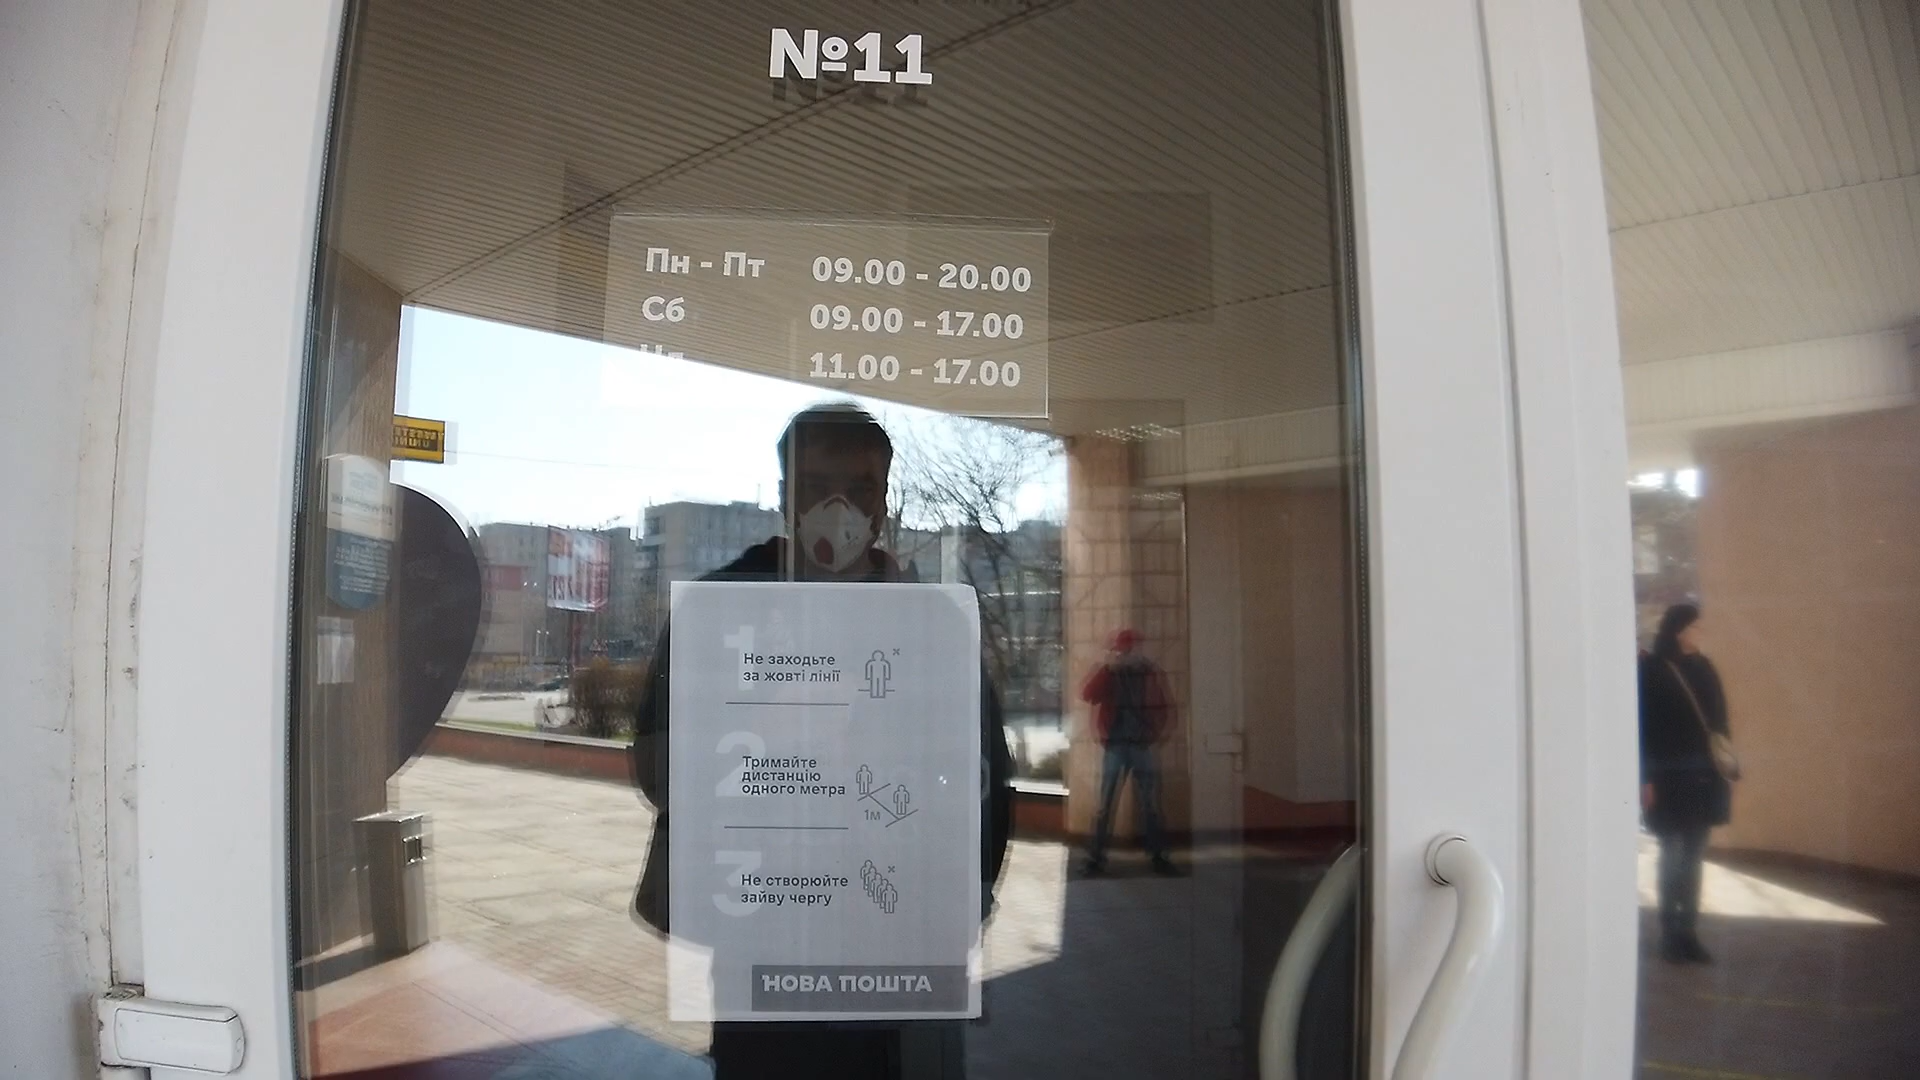 №11
Пн - Пт 09.00 - 20.00
Сб 09.00 - 17.00
Нд 11.00 - 17.00
1
Не заходьте
за жовті лінії
2
Тримайте
дистанцію
одного метра
1м
3
Не створюйте
зайву чергу
НОВА ПОШТА